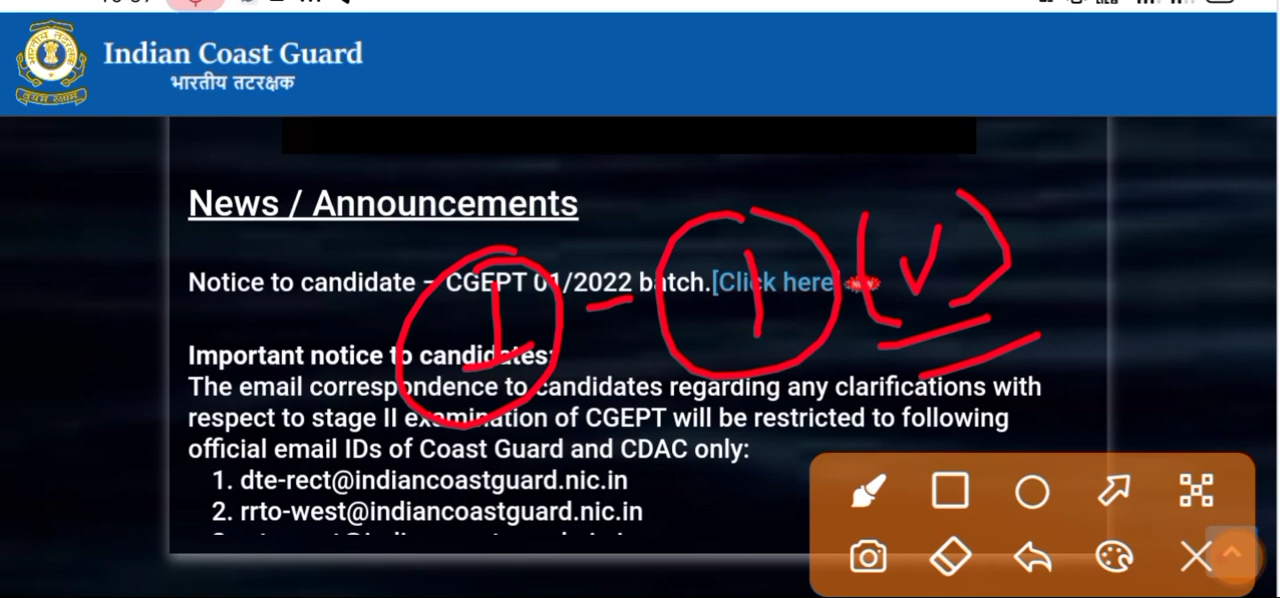 Indian Coast Guard
भारतीय तटरक्षक
News / Announcements
Notice to candidate – CGEPT 01/2022 batch.[Click here]
I - 1 (✓)
Important notice to candidates:
The email correspondence to candidates regarding any clarifications with
respect to stage II examination of CGEPT will be restricted to following
official email IDs of Coast Guard and CDAC only:
1. dte-rect@indiancoastguard.nic.in
2. rrto-west@indiancoastguard.nic.in